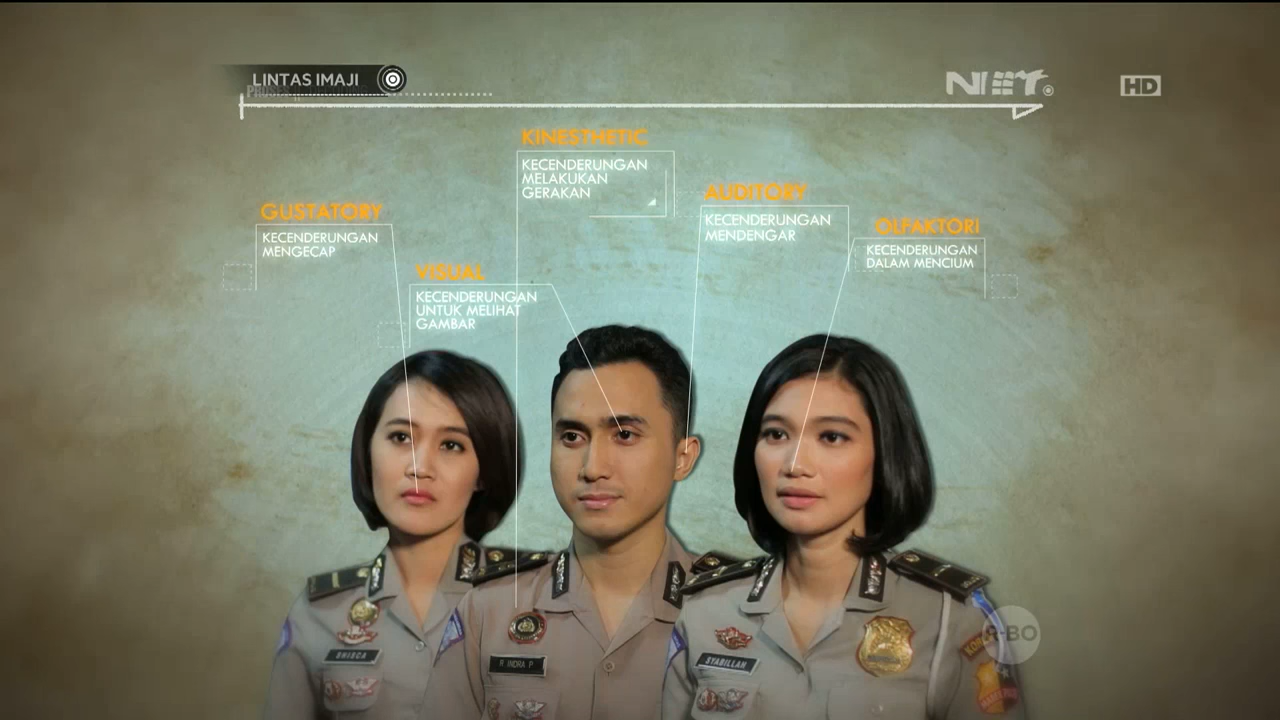 LINTAS IMAJI
NET.
HD
KINESTHETIC
KECENDERUNGAN
MELAKUKAN
GERAKAN
AUDITORY
KECENDERUNGAN
MENDENGAR
GUSTATORY
KECENDERUNGAN
MENGECAP
OLFAKTORI
KECENDERUNGAN
DALAM MENCIUM
VISUAL
KECENDERUNGAN
UNTUK MELIHAT
GAMBAR
SHISCA
R INDRA P
SYABILLAH
R-BO